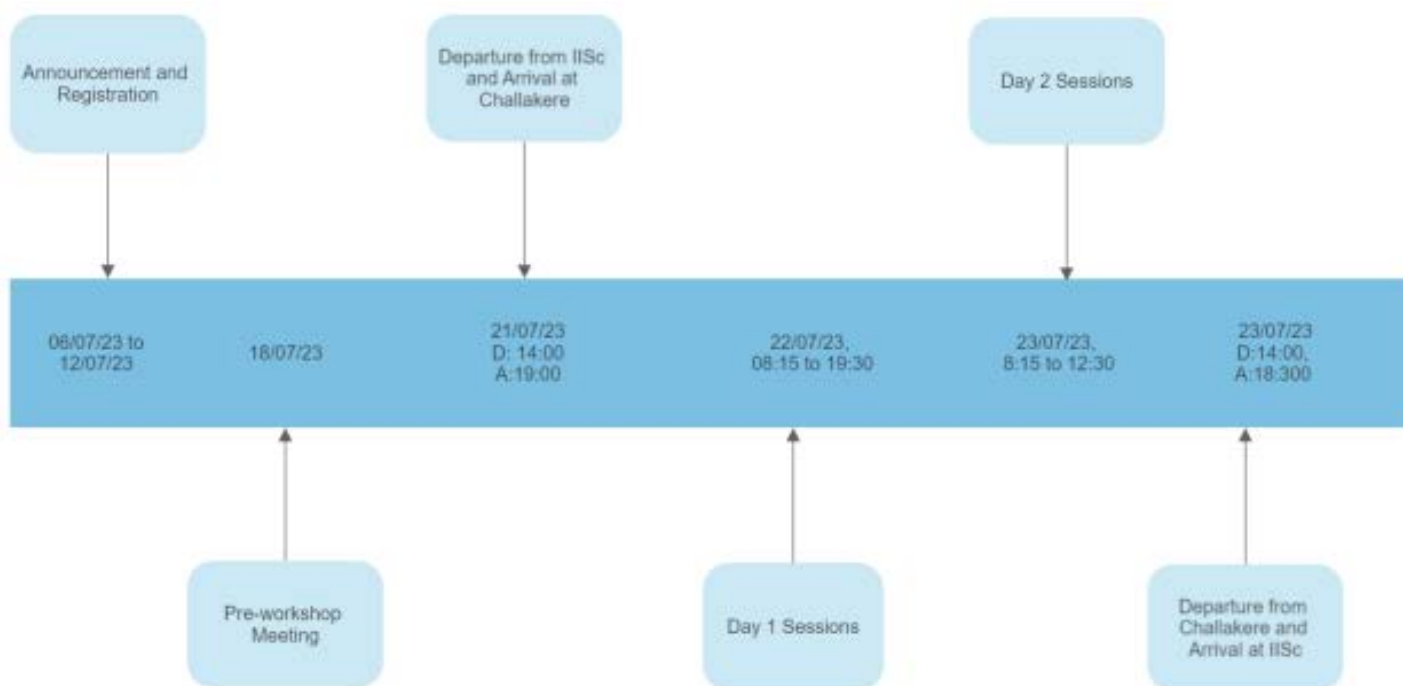 Announcement and
Registration
Departure from IISc
and Arrival at
Challakere
Day 2 Sessions
06/07/23 to
12/07/23
18/07/23
21/07/23
D: 14:00
A:19:00
22/07/23,
08:15 to 19:30
23/07/23,
8:15 to 12:30
23/07/23
D:14:00,
A:18:300
Pre-workshop
Meeting
Day 1 Sessions
Departure from
Challakere and
Arrival at IISc